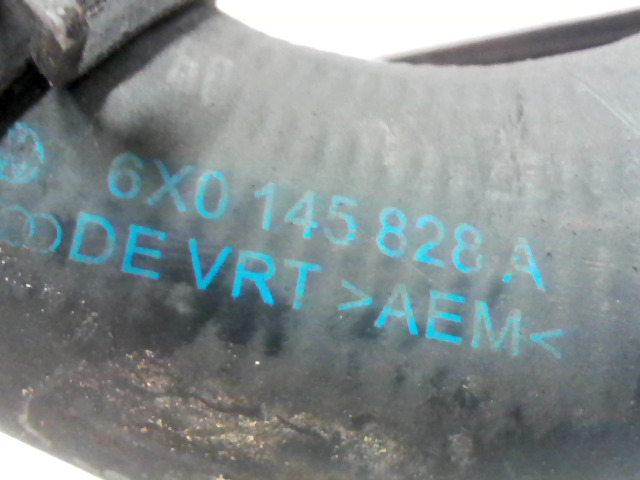 6X0 145 828 A
DE VRT >AEM<